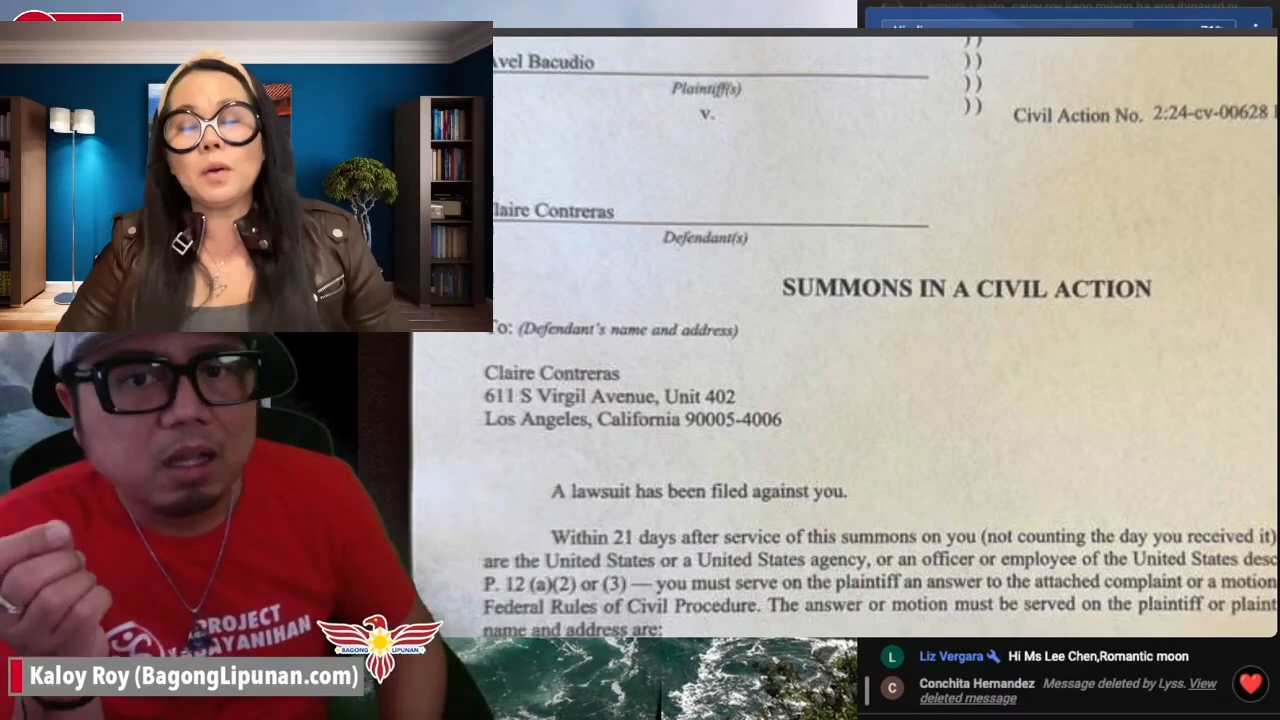 Avel Bacudio
Plaintiff(s)
v.
Civil Action No. 2:24-cv-00628
Claire Contreras
Defendant(s)
SUMMONS IN A CIVIL ACTION
To: (Defendant's name and address)
Claire Contreras
611 S Virgil Avenue, Unit 402
Los Angeles, California 90005-4006
A lawsuit has been filed against you.
Within 21 days after service of this summons on you (not counting the day you received it)
are the United States or a United States agency, or an officer or employee of the United States desc
P. 12 (a)(2) or (3) — you must serve on the plaintiff an answer to the attached complaint or a motion
Federal Rules of Civil Procedure. The answer or motion must be served on the plaintiff or plaint
name and address are:
PROJECT
BAGONG LIPUNAN
Kaloy Roy (BagongLipunan.com)
L Liz Vergara Hi Ms Lee Chen,Romantic moon
C Conchita Hernandez Message deleted by Lyss. View
deleted message